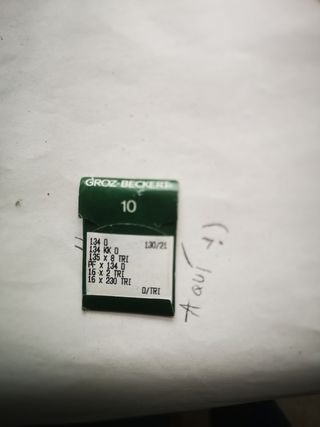 GROZ-BECKERT
10
134 D 130/21
134 KK D
135 x 8 TRI
PF x 134 D
16 x 2 TRI
16 x 230 TRI
D/TRI
AQUÍ